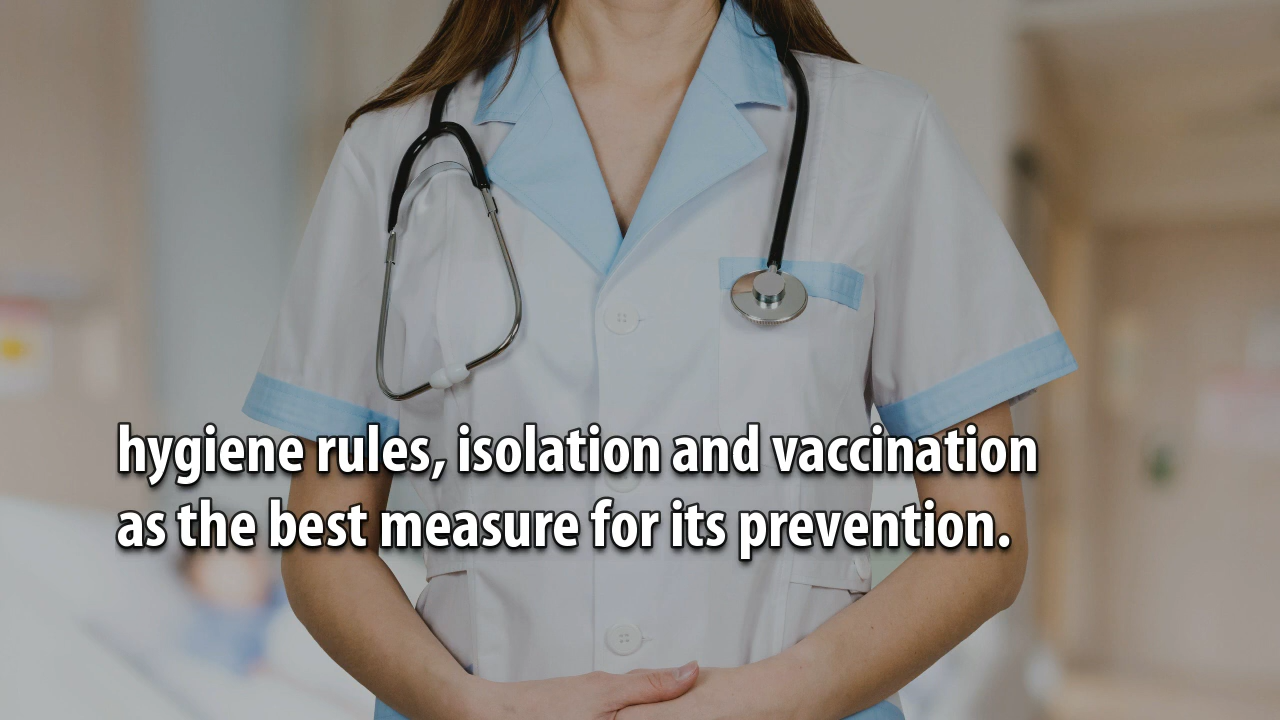 hygiene rules, isolation and vaccination
as the best measure for its prevention.